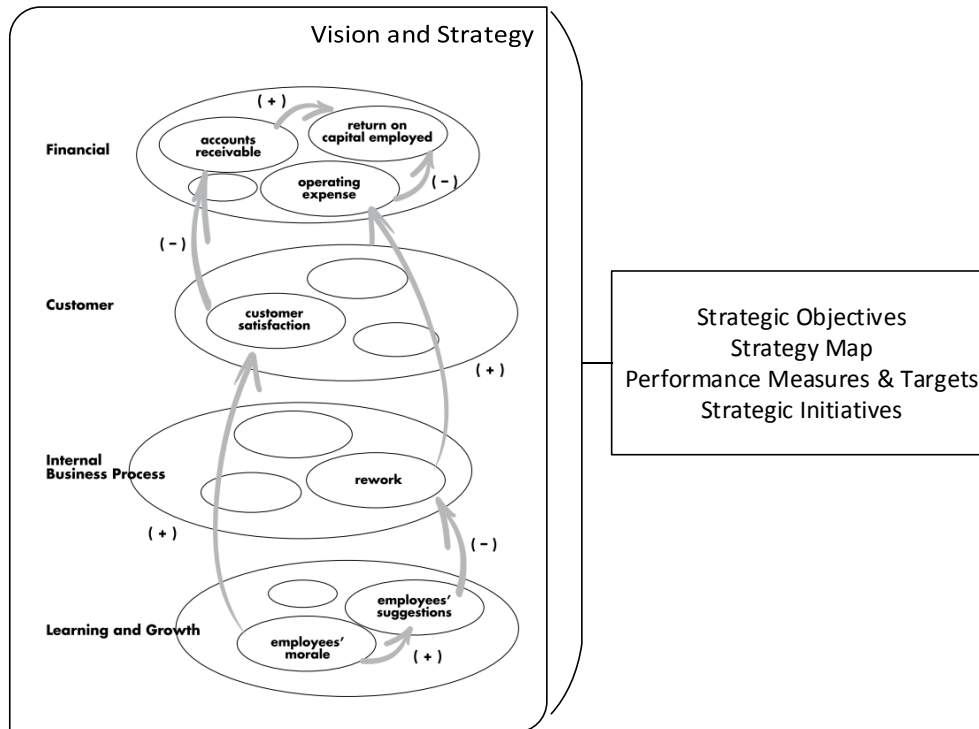 Vision and Strategy
( + )
Financial
accounts
receivable
return on
capital employed
operating
expense
( - )
( - )
Customer
customer
satisfaction
( + )
Strategic Objectives
Strategy Map
Performance Measures & Targets
Strategic Initiatives
Internal
Business Process
rework
( + )
( - )
Learning and Growth
employees'
suggestions
employees'
morale
( + )